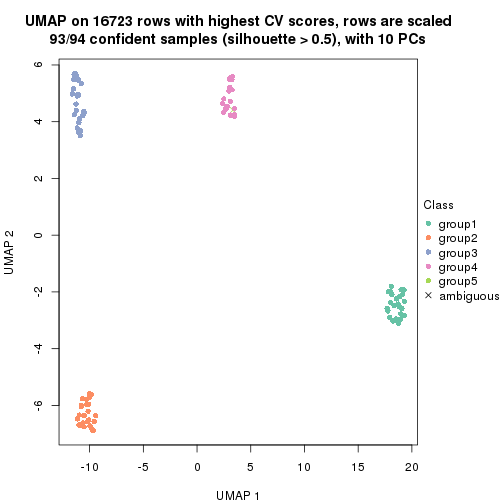 UMAP on 16723 rows with highest CV scores, rows are scaled
93/94 confident samples (silhouette > 0.5), with 10 PCs
6
4
2
0
-2
-4
-6
UMAP 2
-10
-5
0
5
10
15
20
UMAP 1
Class
group1
group2
group3
group4
group5
ambiguous